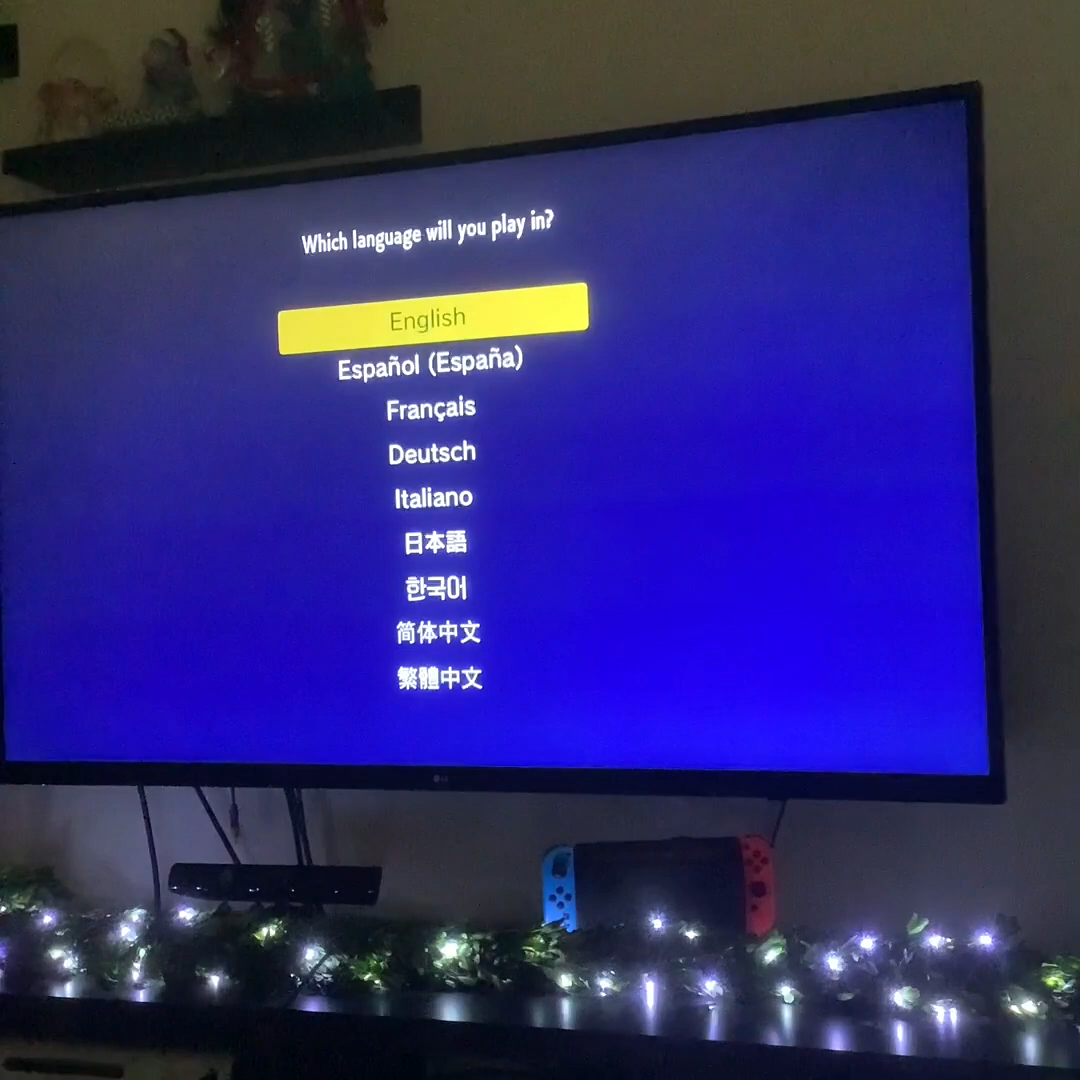 Which language will you play in?
English
Español (España)
Français
Deutsch
Italiano
日本語
한국어
简体中文
繁體中文
LG